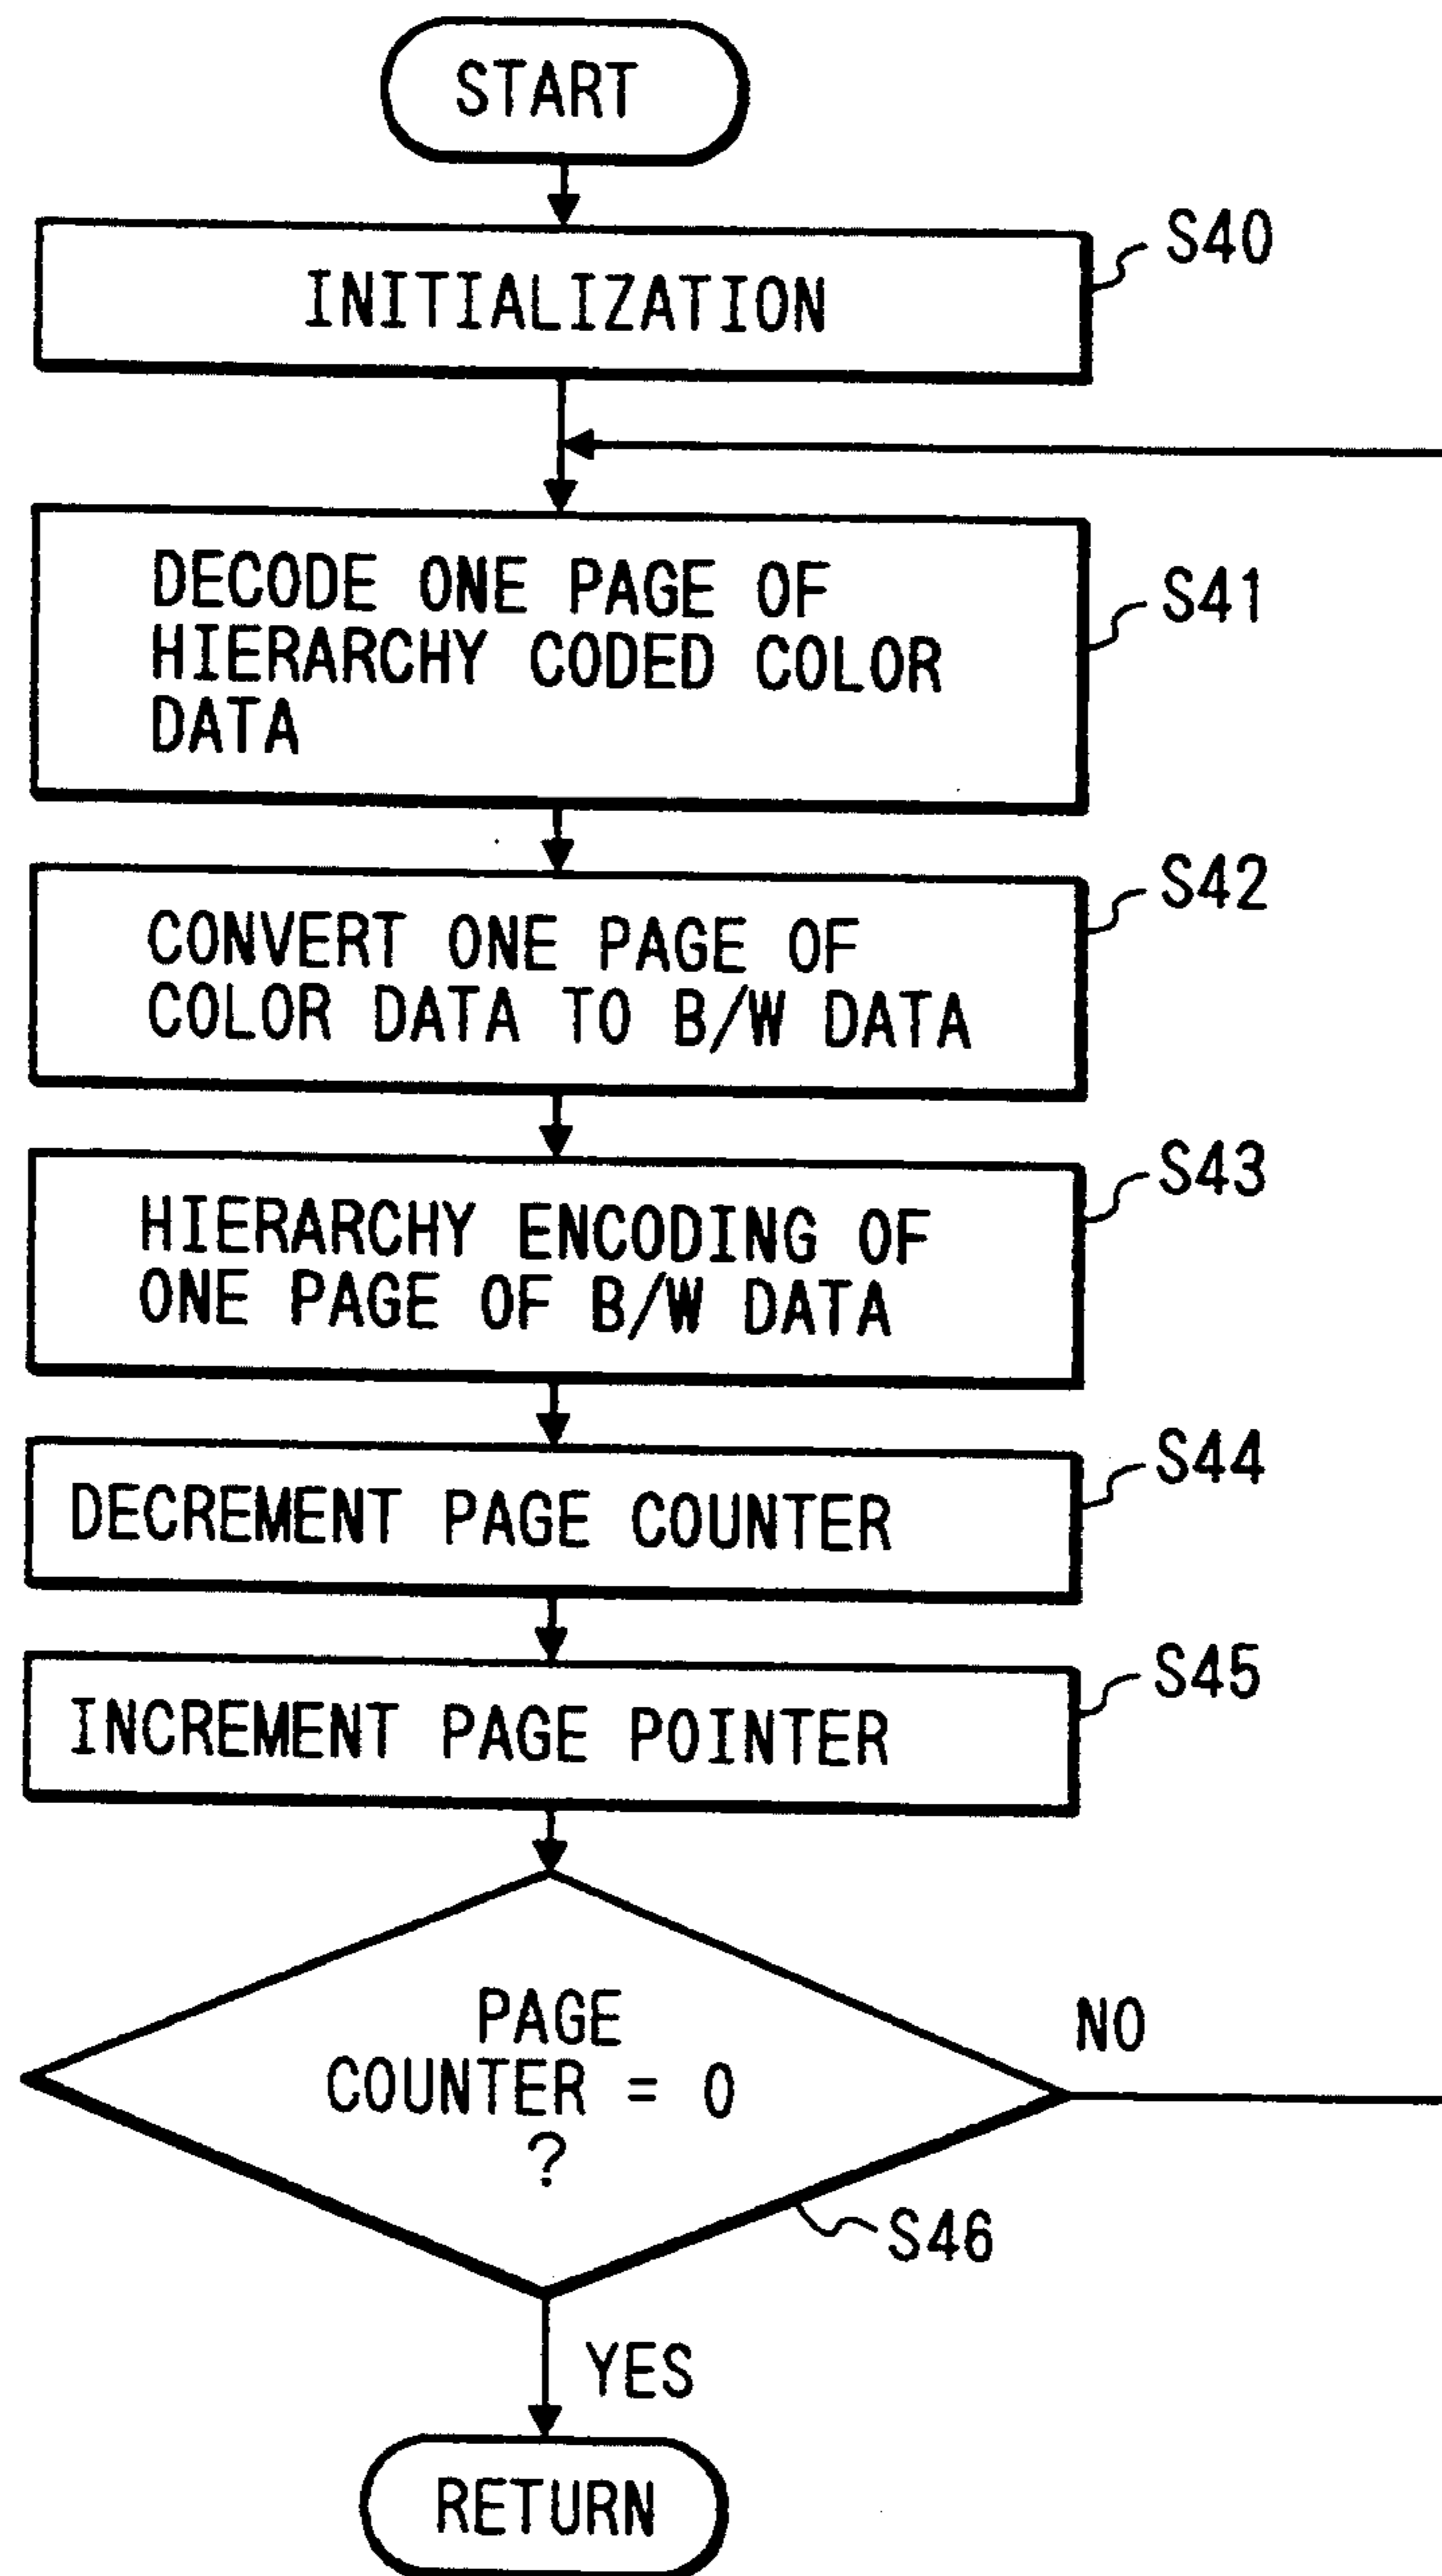 START
INITIALIZATION
S40
DECODE ONE PAGE OF
HIERARCHY CODED COLOR
DATA
S41
CONVERT ONE PAGE OF
COLOR DATA TO B/W DATA
S42
HIERARCHY ENCODING OF
ONE PAGE OF B/W DATA
S43
DECREMENT PAGE COUNTER
S44
INCREMENT PAGE POINTER
S45
PAGE
COUNTER = 0
?
NO
S46
YES
RETURN